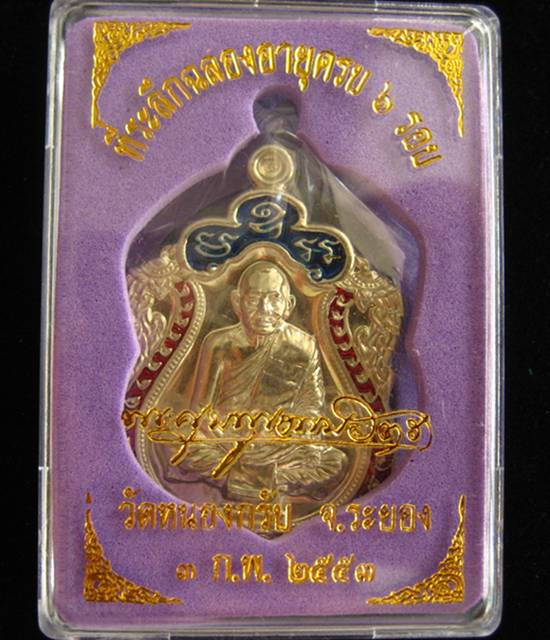 ที่ระลึกฉลองอายุครบ ๖ รอบ
วัดหนองกรับ จ.ระยอง
๓ ก.พ. ๒๕๕๓